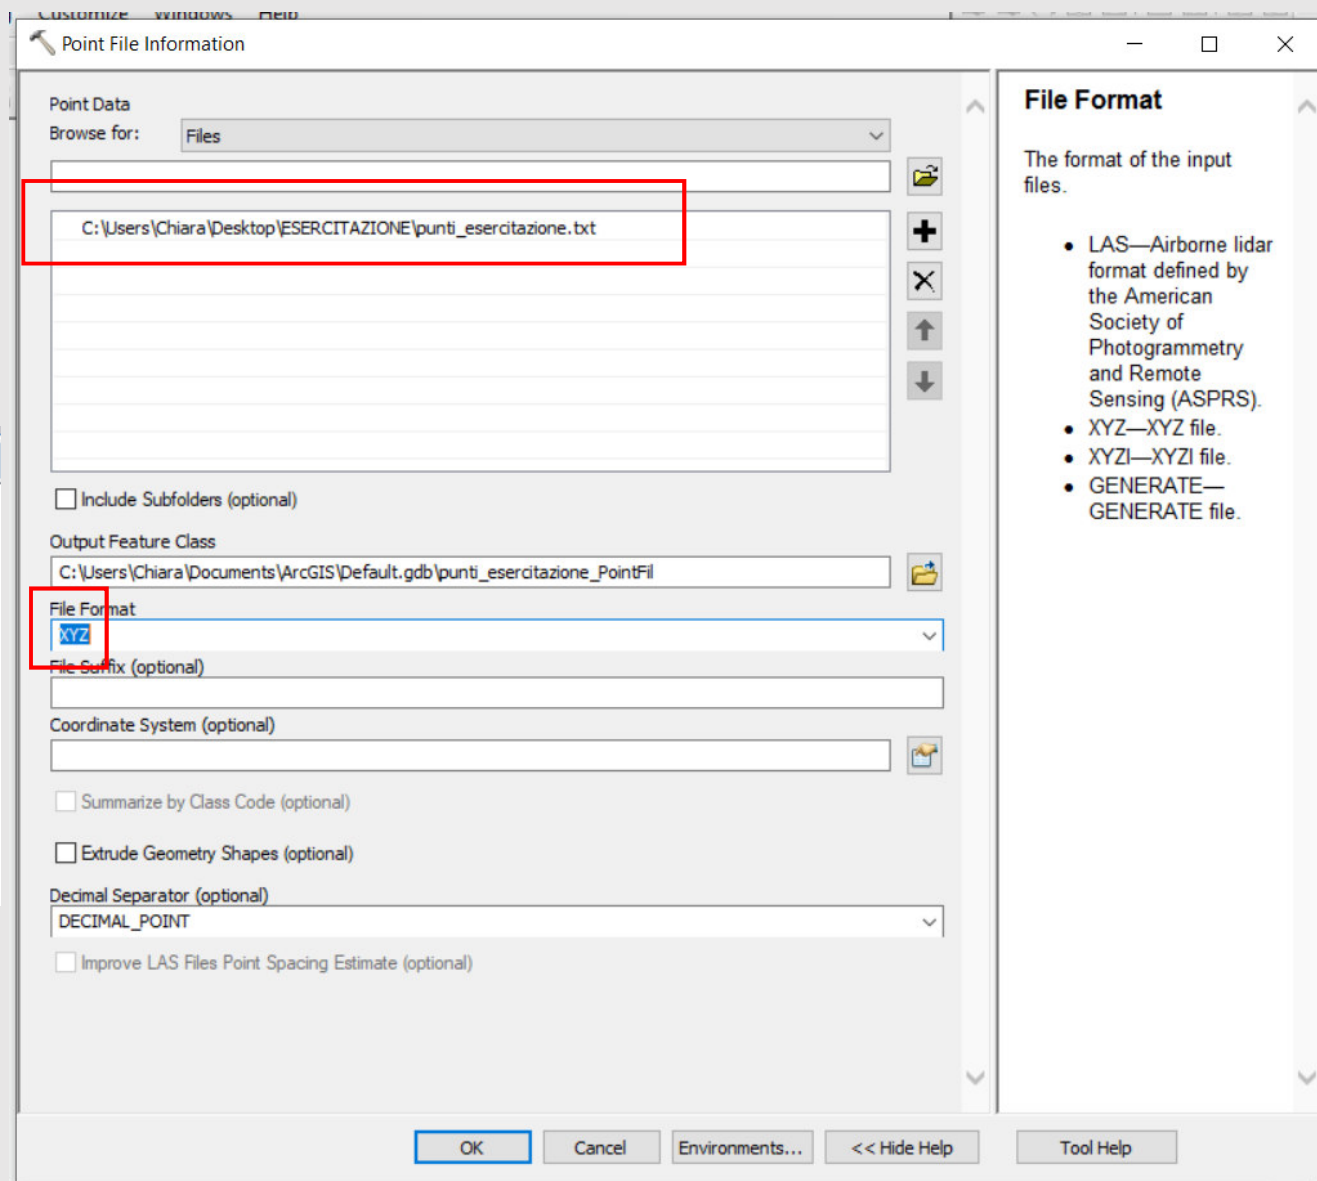 Customize Windows Help
Point File Information
Point Data
Browse for:
Files
C:\Users\Chiara\Desktop\ESERCITAZIONE\punti_esercitazione.txt
Include Subfolders (optional)
Output Feature Class
C:\Users\Chiara\Documents\ArcGIS\Default.gdb\punti_esercitazione_PointFil
File Format
XYZ
File Suffix (optional)
Coordinate System (optional)
Summarize by Class Code (optional)
Extrude Geometry Shapes (optional)
Decimal Separator (optional)
DECIMAL_POINT
Improve LAS Files Point Spacing Estimate (optional)
OK
Cancel
Environments...
<< Hide Help
Tool Help
File Format
The format of the input
files.
LAS—Airborne lidar
format defined by
the American
Society of
Photogrammetry
and Remote
Sensing (ASPRS).
XYZ—XYZ file.
XYZI—XYZI file.
GENERATE—
GENERATE file.